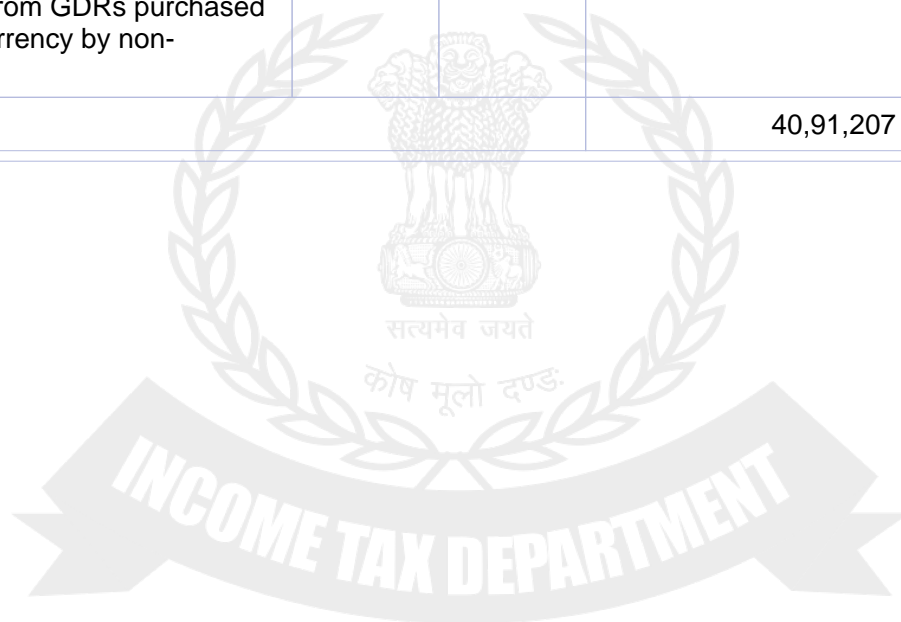 from GDRs purchased
rrency by non-
40,91,207
सत्यमेव जयते
कोष मूलो दण्ड:
INCOME TAX DEPARTMENT